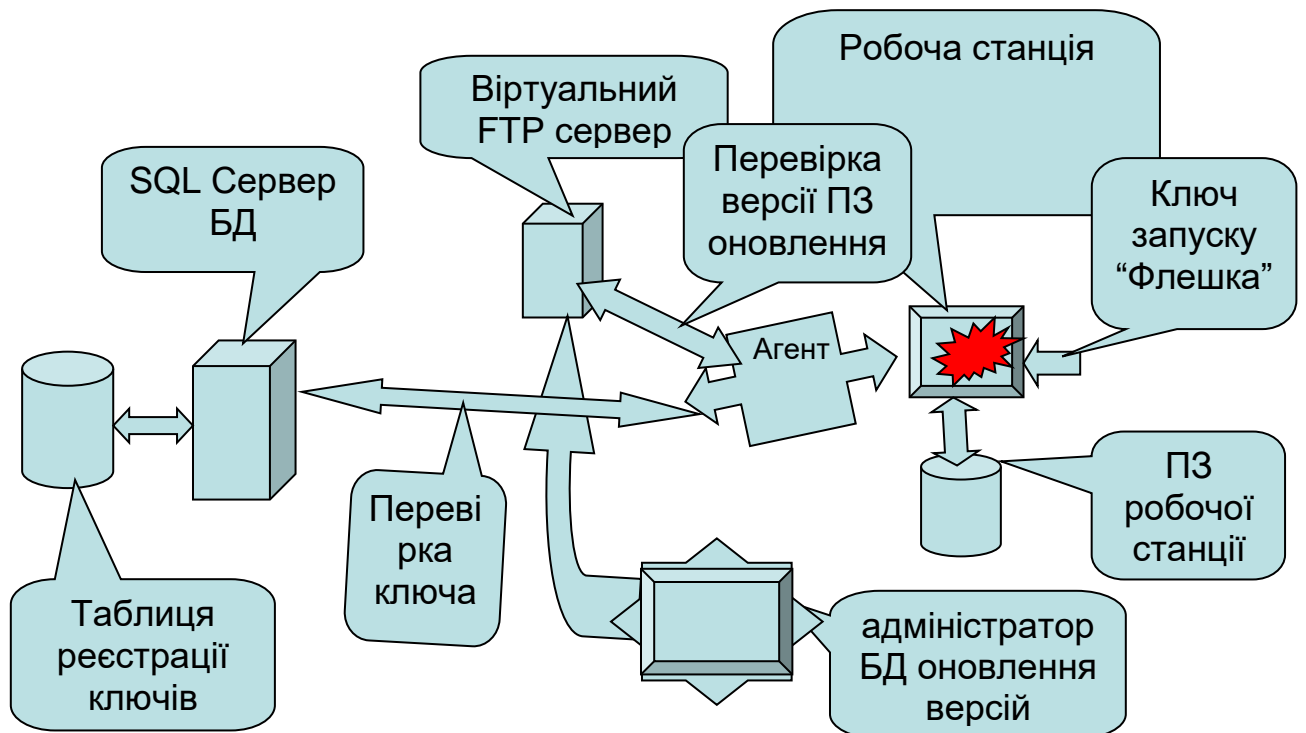 Робоча станція
Віртуальний
FTP сервер
Перевірка
версії ПЗ
оновлення
SQL Сервер
БД
Ключ
запуску
“Флешка”
Агент
Переві
рка
ключа
ПЗ
робочої
станції
Таблиця
реєстрації
ключів
адміністратор
БД оновлення
версій